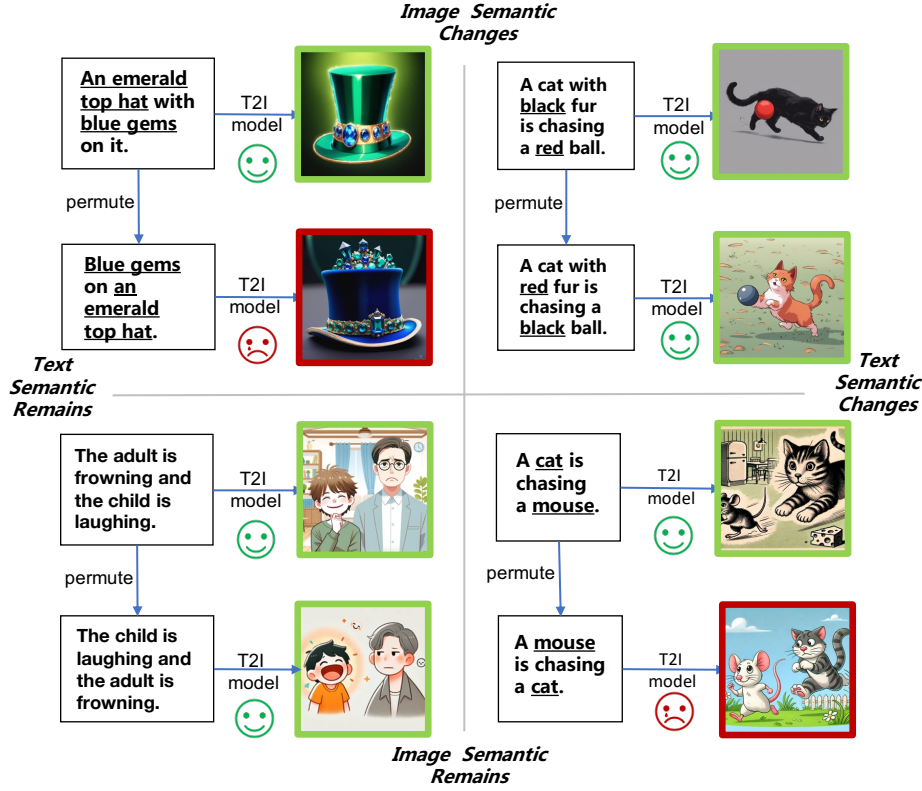 Image Semantic
Changes
An emerald
top hat with
blue gems
on it.
T2I
model
permute
Blue gems
on an
emerald
top hat.
T2I
model
A cat with
black fur
is chasing
a red ball.
T2I
model
permute
A cat with
red fur is
chasing a
black ball.
T2I
model
Text
Semantic
Remains
Text
Semantic
Changes
The adult is
frowning and
the child is
laughing.
T2I
model
permute
The child is
laughing and
the adult is
frowning.
T2I
model
A cat is
chasing
a mouse.
T2I
model
permute
A mouse
is chasing
a cat.
T2I
model
Image Semantic
Remains